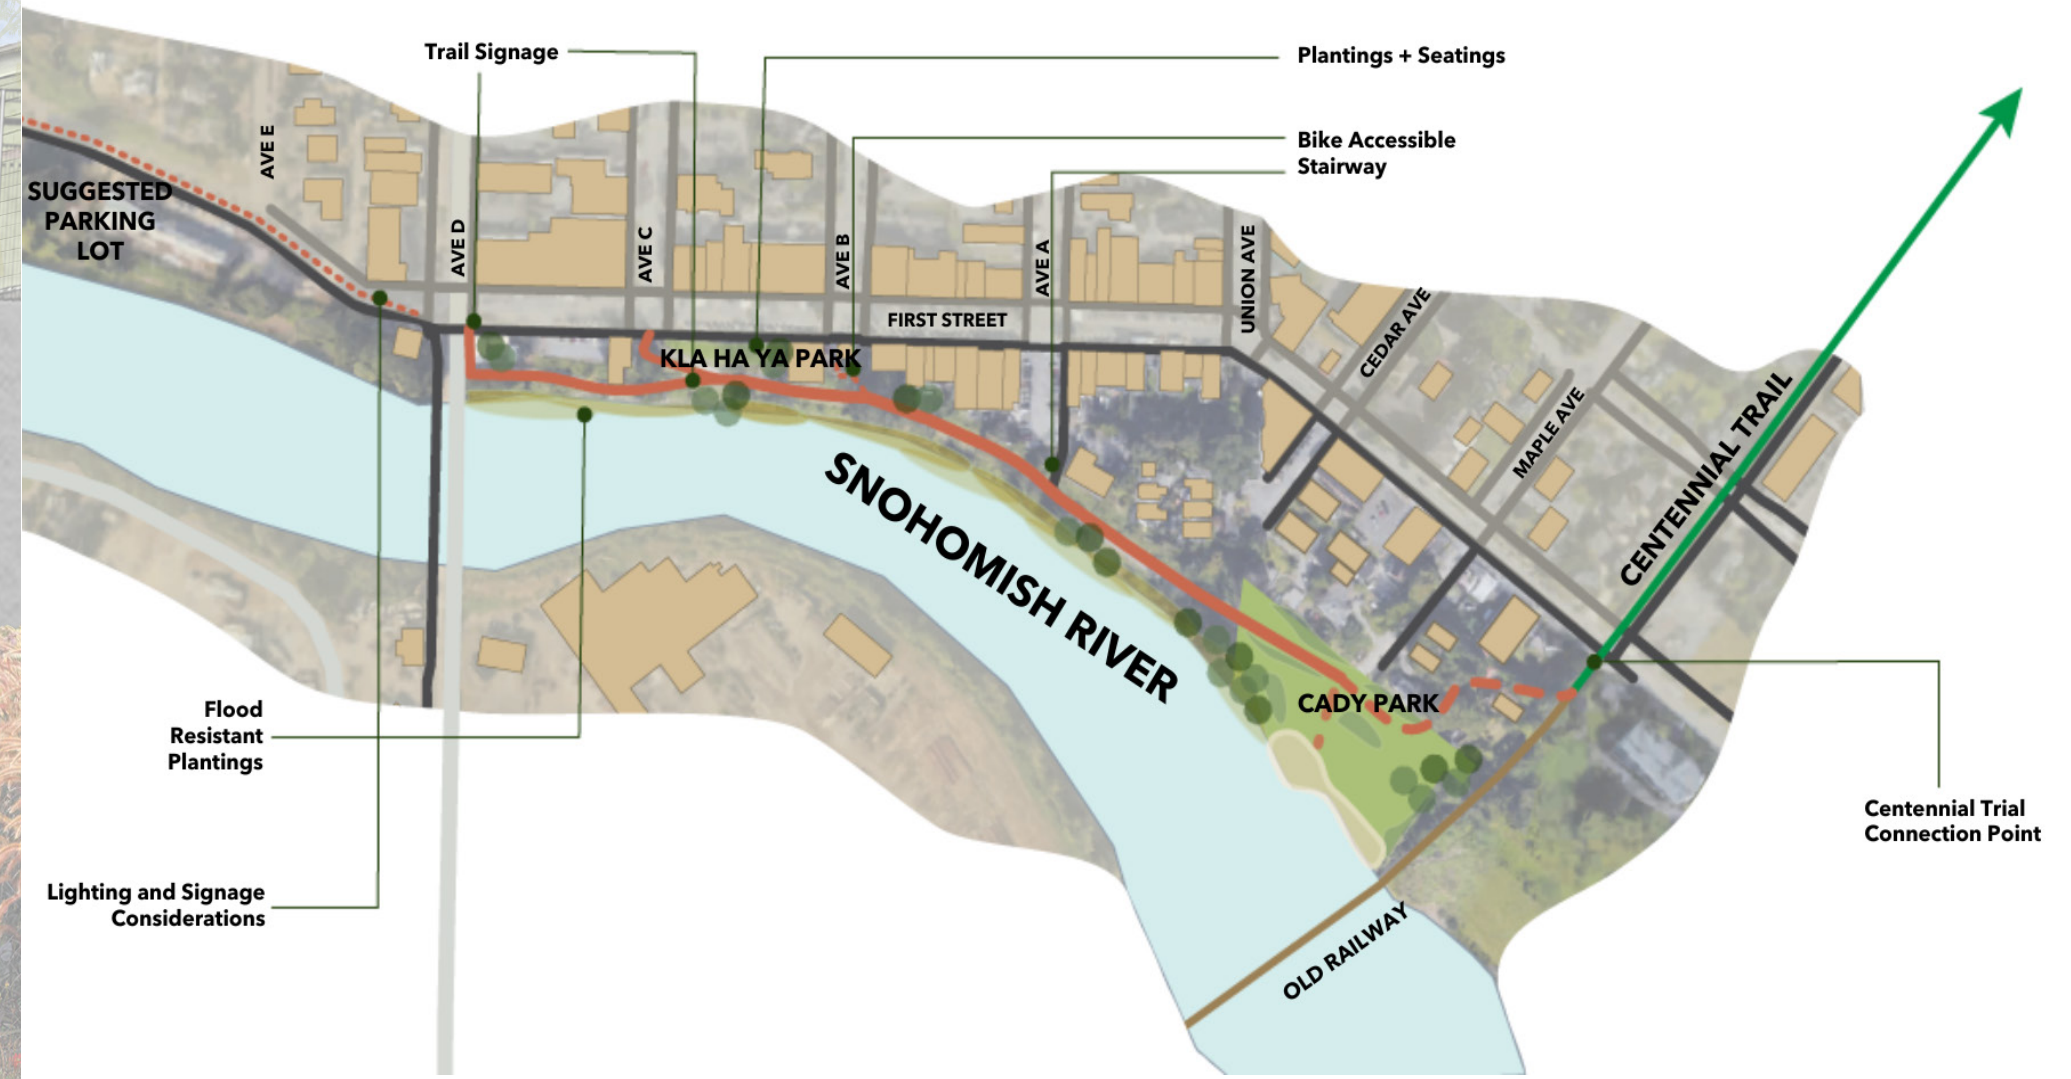 Trail Signage
Plantings + Seatings
Bike Accessible
Stairway
AVE E
SUGGESTED
PARKING
LOT
AVE D
AVE C
AVE B
AVE A
UNION AVE
FIRST STREET
CEDAR AVE
KLA HA YA PARK
MAPLE AVE
CENTENNIAL TRAIL
SNOHOMISH RIVER
CADY PARK
Flood
Resistant
Plantings
Centennial Trial
Connection Point
Lighting and Signage
Considerations
OLD RAILWAY